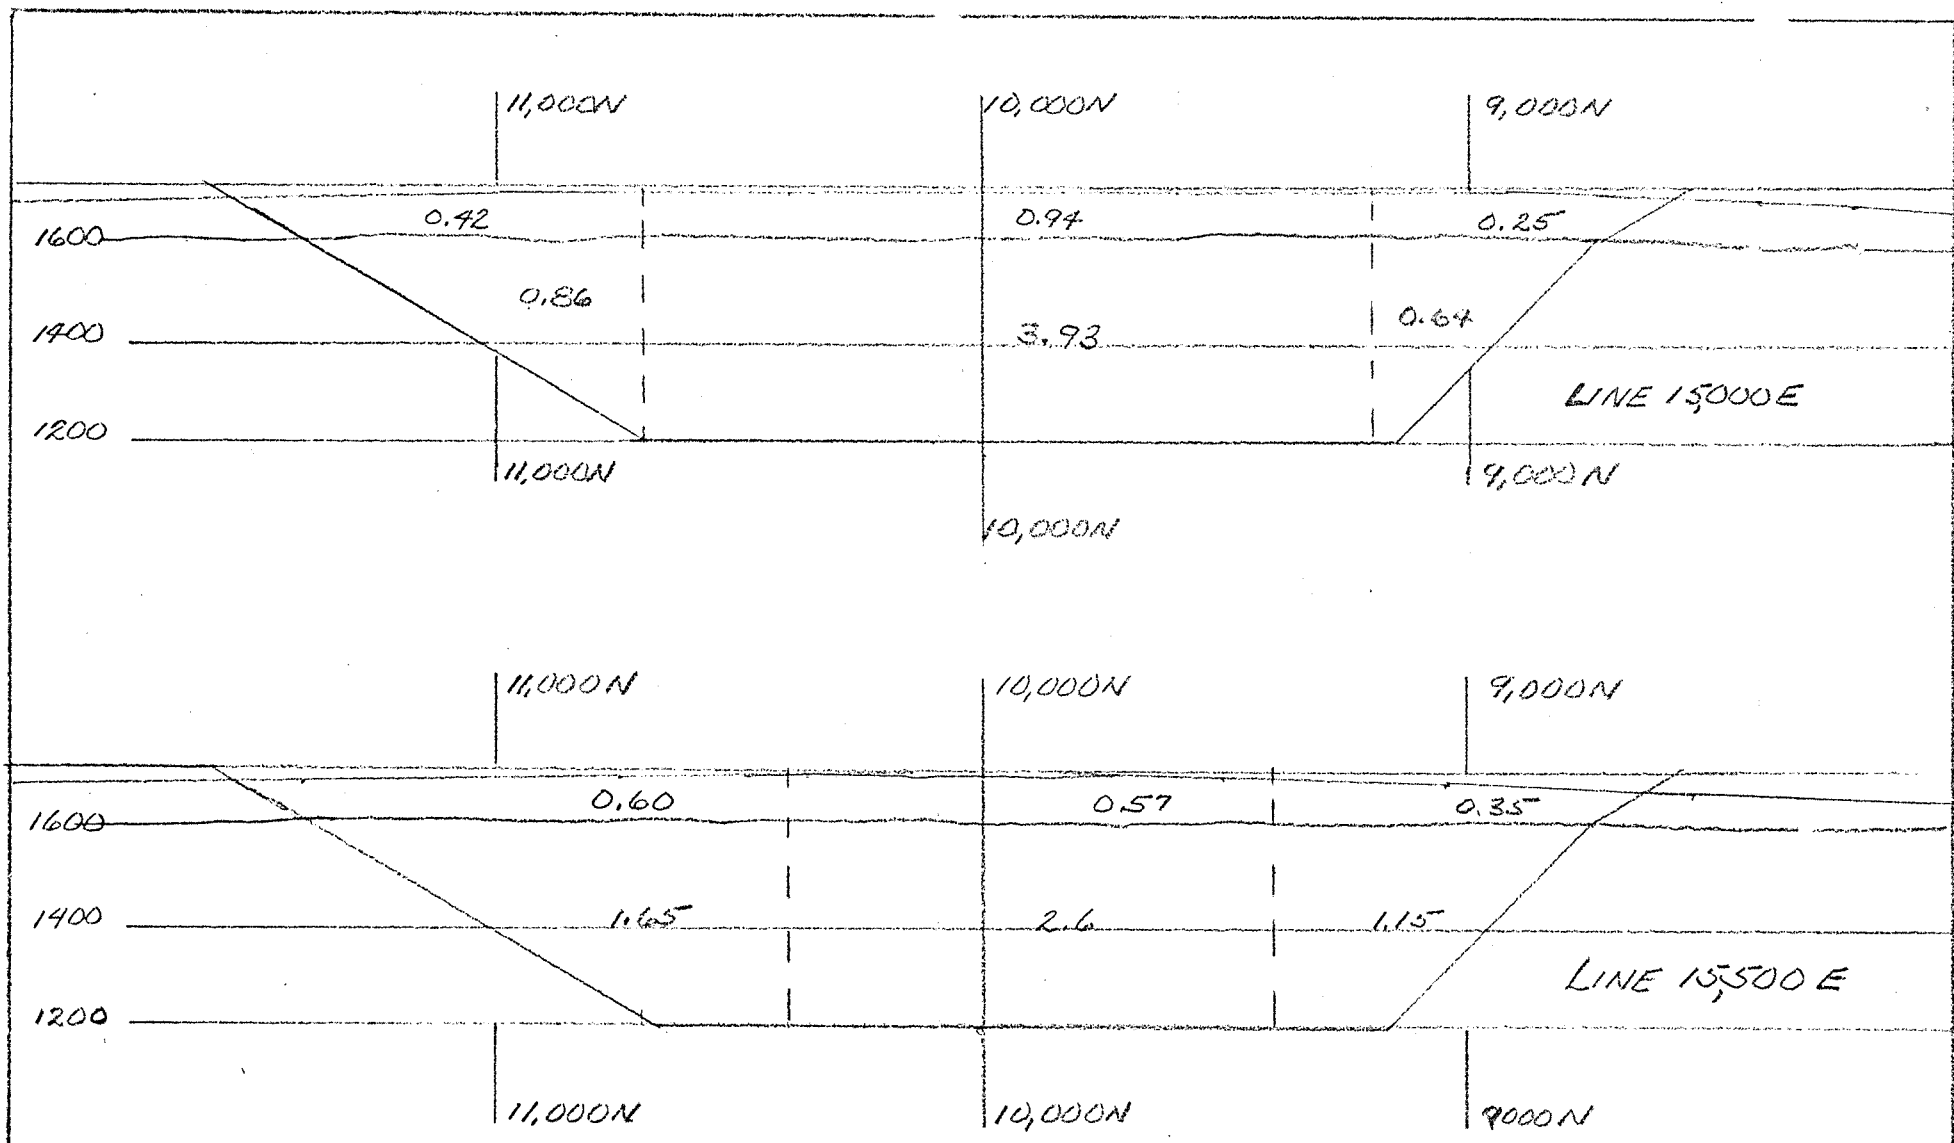 11,000N 10,000N 9,000N
0.42 0.94 0.25
1600
0.86 0.64
1400 3.93
LINE 15,000E
1200
11,000N 9,000N
10,000N
11,000N 10,000N 9,000N
0.60 0.57 0.35
1600
1400 1.65 2.6 1.15
LINE 15,500E
1200
11,000N 10,000N 9000N